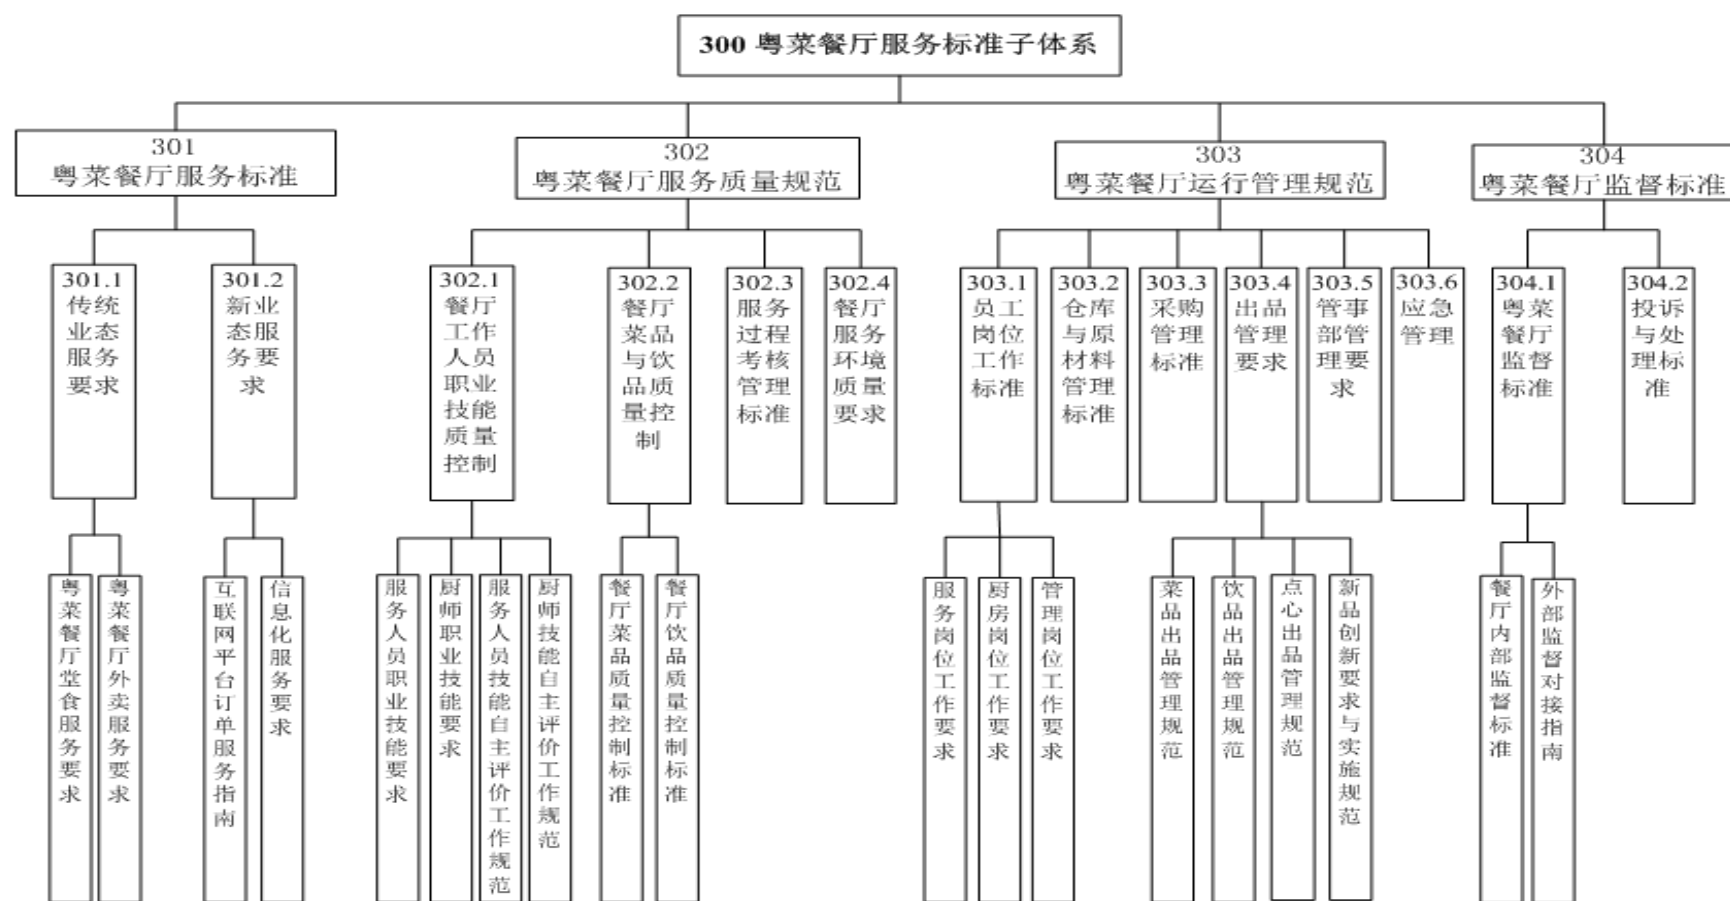 300 粤菜餐厅服务标准子体系
301
粤菜餐厅服务标准
302
粤菜餐厅服务质量规范
303
粤菜餐厅运行管理规范
304
粤菜餐厅监督标准
301.1
传统
业态
服务
要求
301.2
新业
态服
务要
求
302.1
餐厅
工作
人员
职业
技能
质量
控制
302.2
餐厅
菜品
与饮
品质
量控
制
302.3
服务
过程
考核
管理
标准
302.4
餐厅
服务
环境
质量
要求
303.1
员工
岗位
工作
标准
303.2
仓库
与原
材料
管理
标准
303.3
采购
管理
标准
303.4
出品
管理
要求
303.5
管事
部管
理要
求
303.6
应急
管理
304.1
粤菜
餐厅
监督
标准
304.2
投诉
与处
理标
准
粤菜餐厅堂食服务要求
粤菜餐厅外卖服务要求
互联网平台订单服务指南
信息化服务要求
服务人员职业技能要求
厨师职业技能要求
服务人员技能自主评价工作规范
厨师技能自主评价工作规范
餐厅菜品质量控制标准
餐厅饮品质量控制标准
服务岗位工作要求
厨房岗位工作要求
管理岗位工作要求
菜品出品管理规范
饮品出品管理规范
点心出品管理规范
新品创新要求与实施规范
餐厅内部监督标准
外部监督对接指南